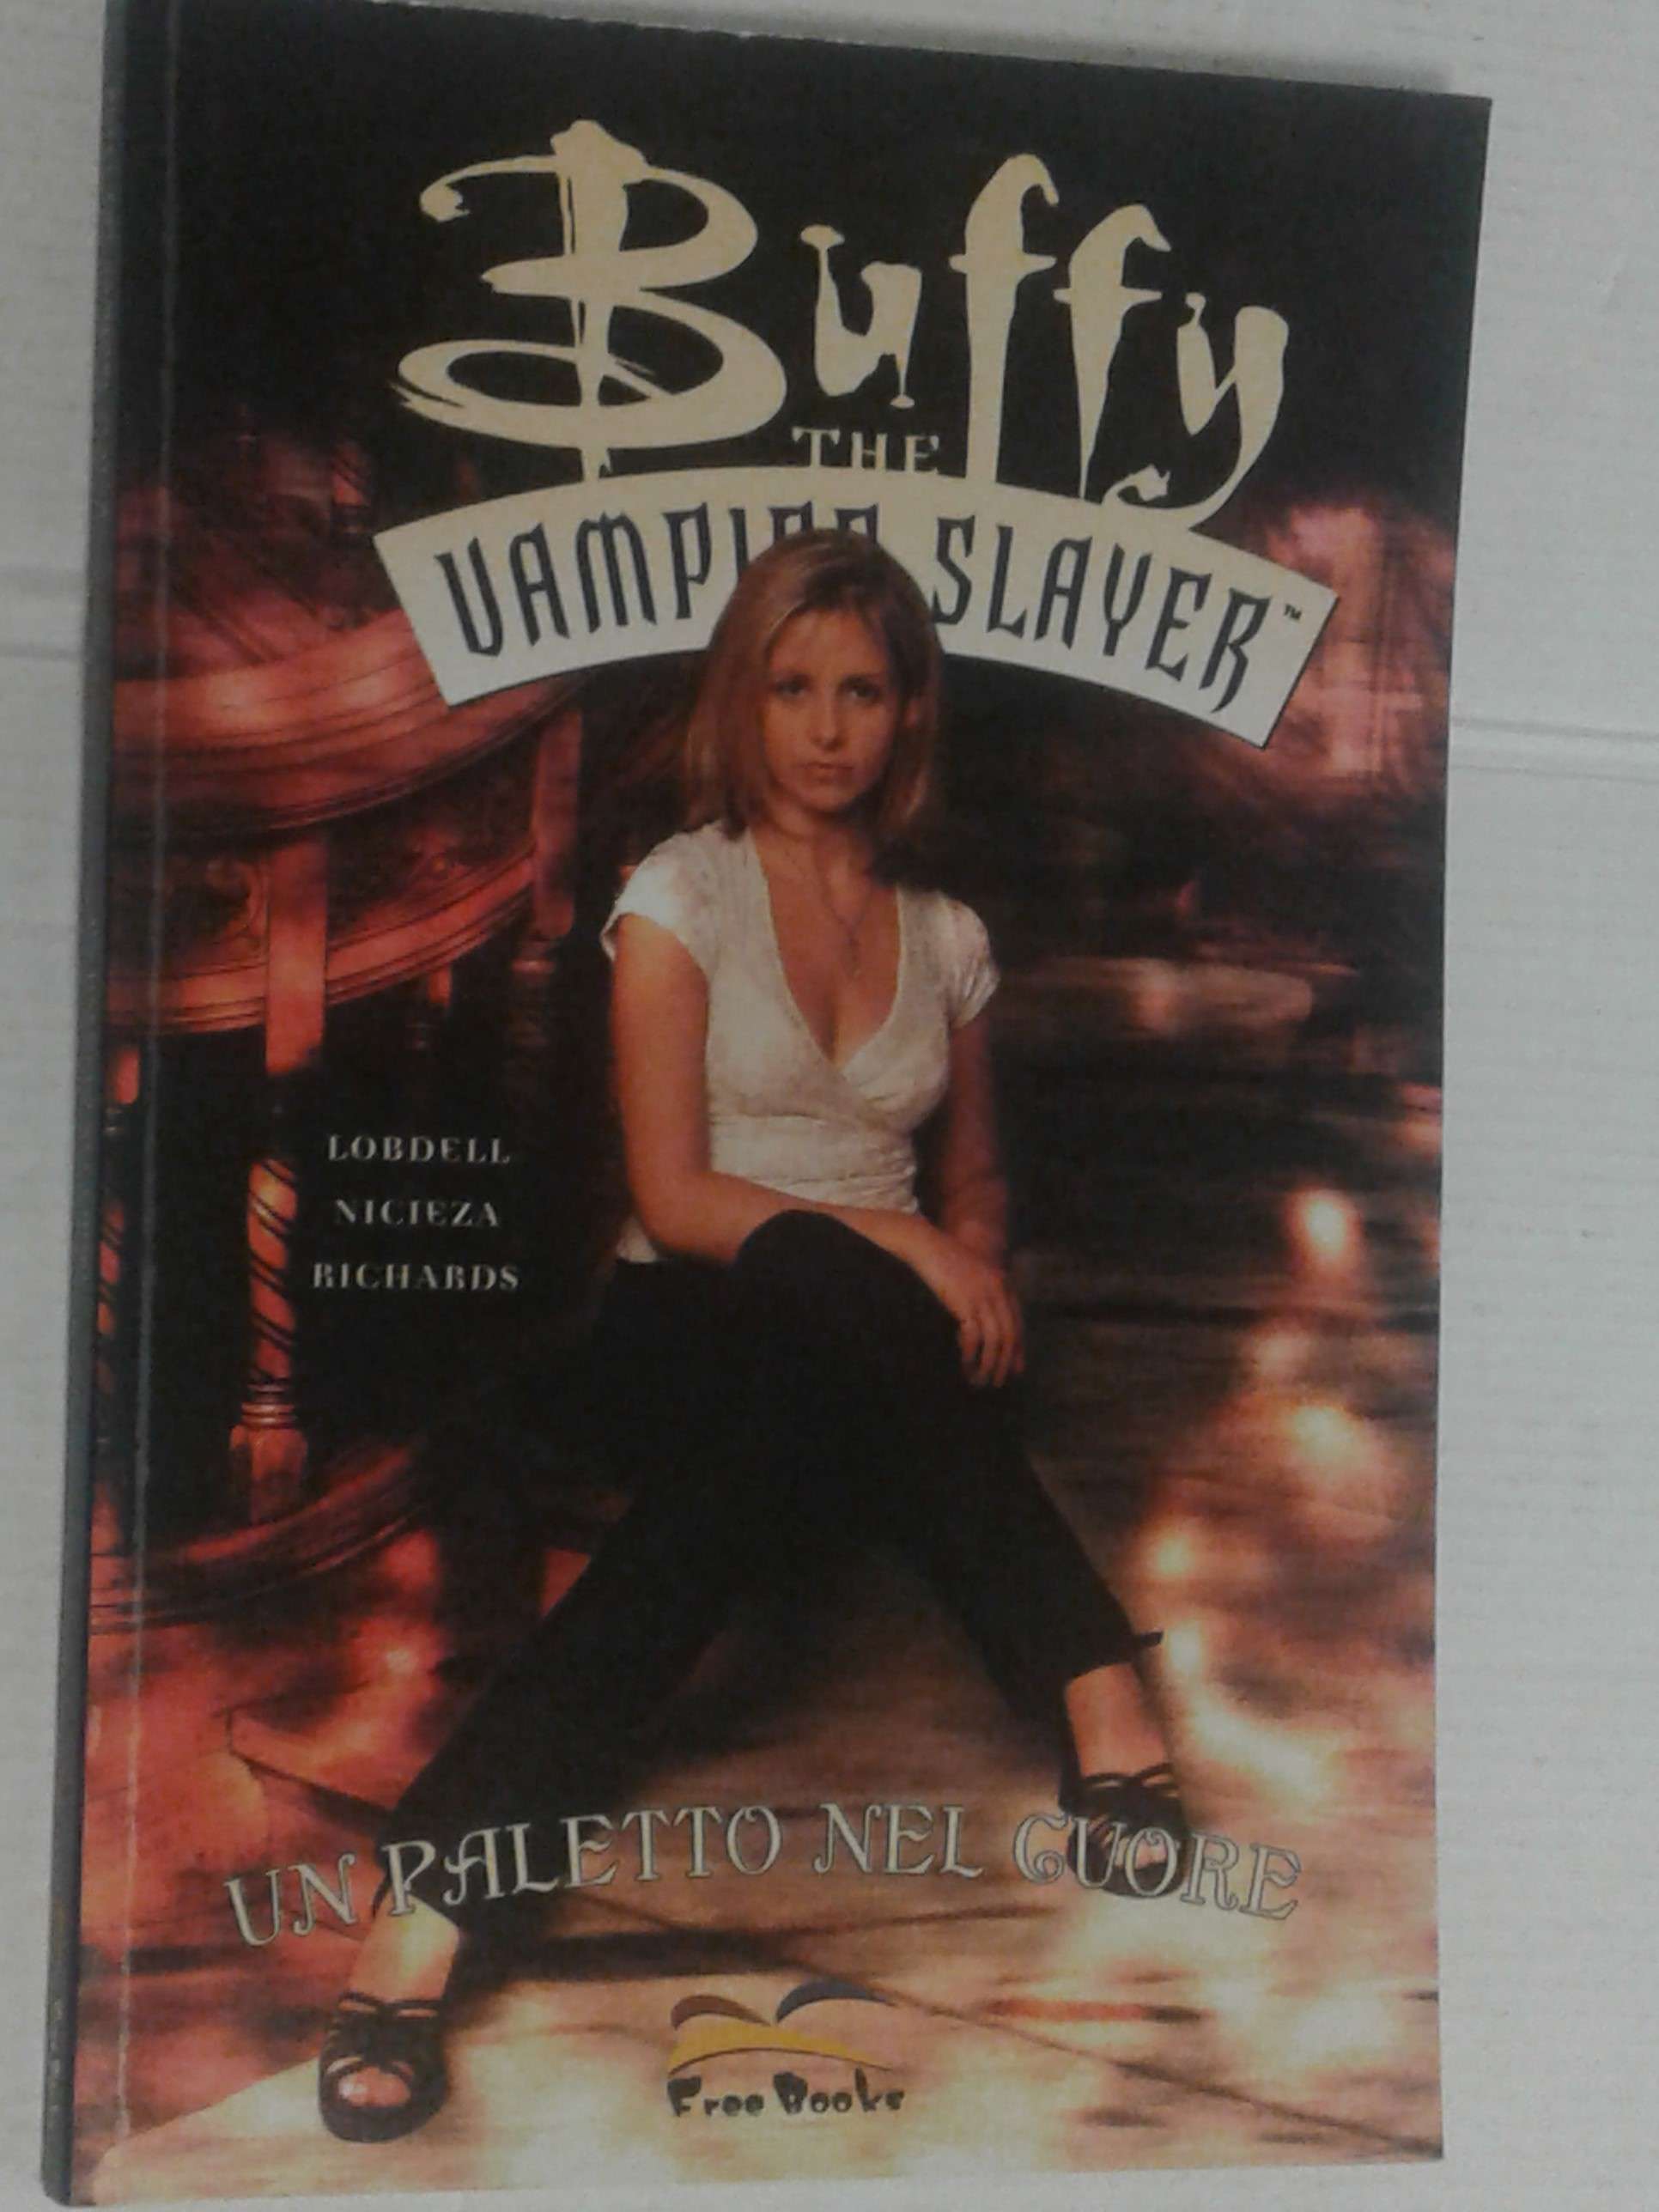 Buffy
THE
VAMPIRE SLAYER™
LOBDELL
NICIEZA
RICHARDS
UN PALETTO NEL CUORE
Free Books